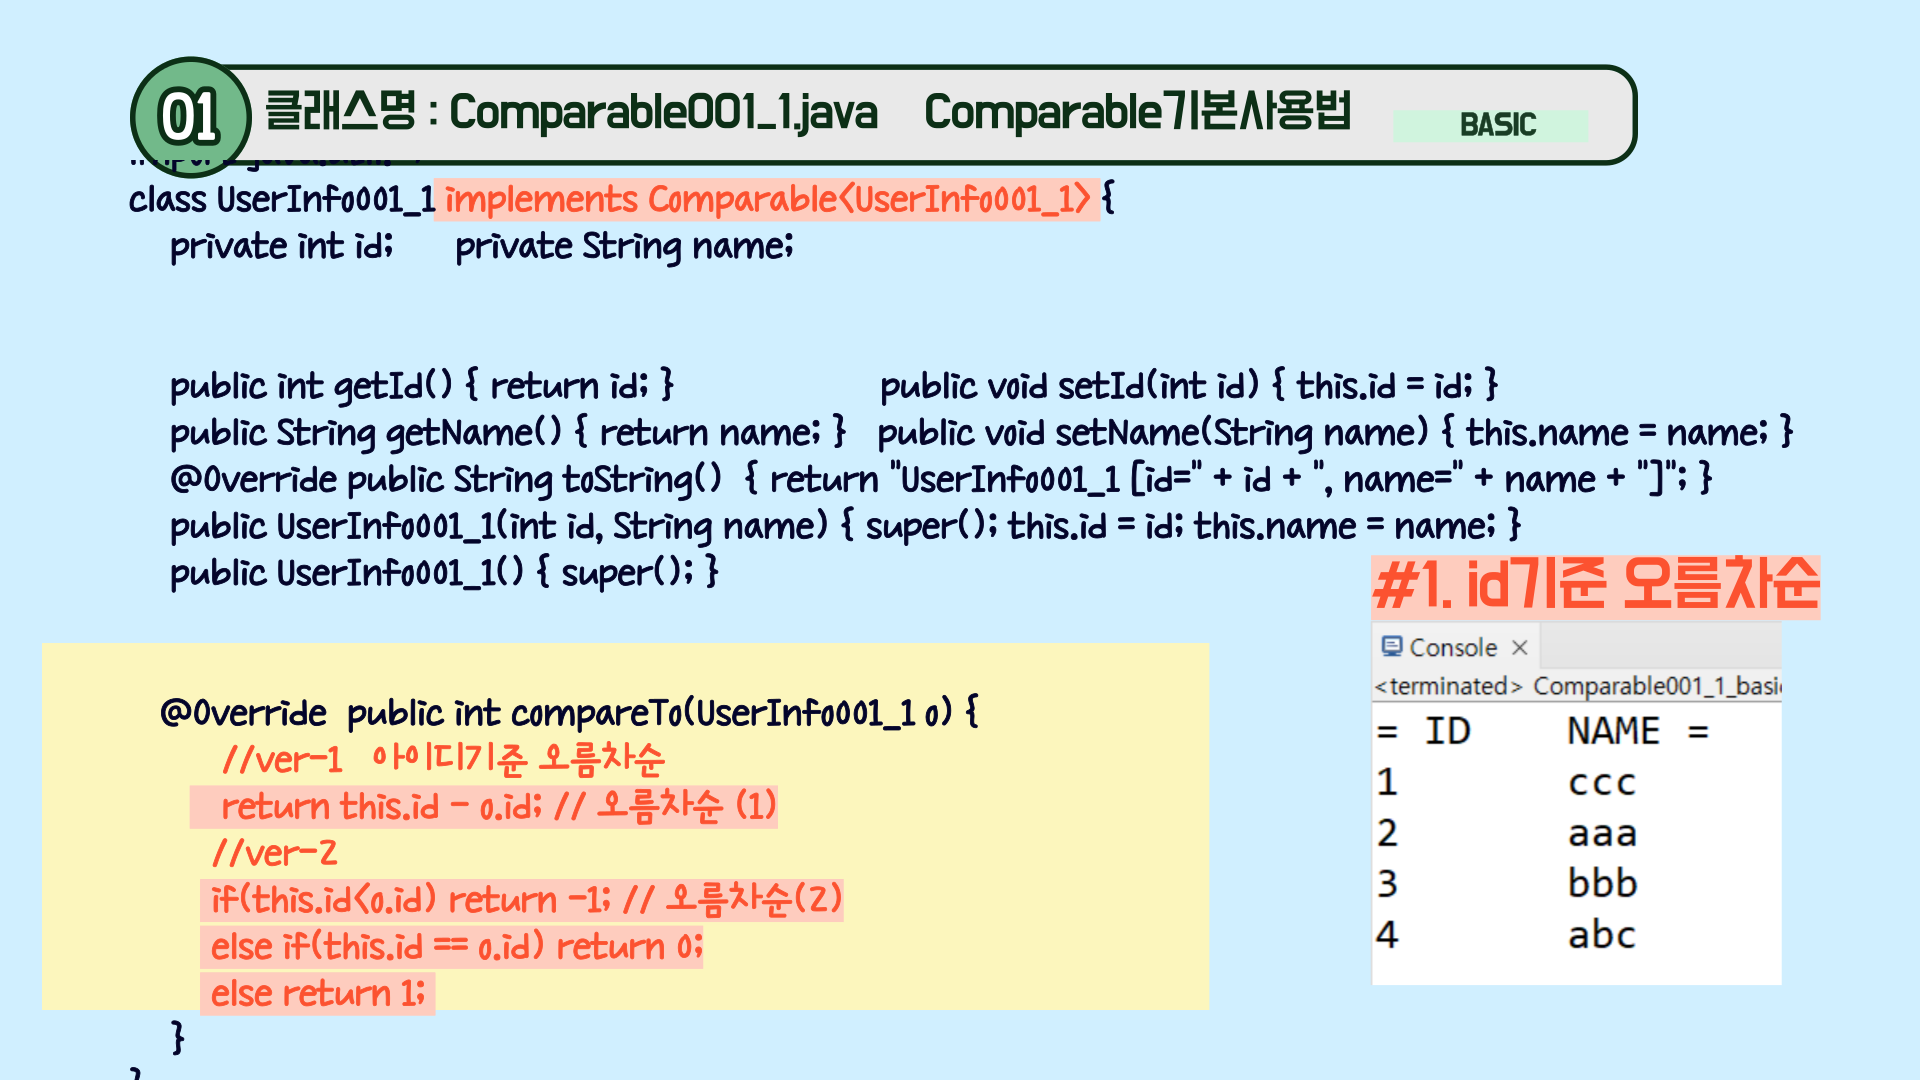 01 클래스명 : Comparable001_1.java Comparable기본사용법 BASIC
class UserInfo001_1 implements Comparable<UserInfo001_1> {
private int id; private String name;
public int getId() { return id; } public void setId(int id) { this.id = id; }
public String getName() { return name; } public void setName(String name) { this.name = name; }
@Override public String toString() { return "UserInfo001_1 [id=" + id + ", name=" + name + "]"; }
public UserInfo001_1(int id, String name) { super(); this.id = id; this.name = name; }
public UserInfo001_1() { super(); }
@Override public int compareTo(UserInfo001_1 o) {
//ver-1 아이디기준 오름차순
return this.id - o.id; // 오름차순 (1)
//ver-2
if(this.id<o.id) return -1; // 오름차순(2)
else if(this.id == o.id) return 0;
else return 1;
}
}
#1. id기준 오름차순
Console
<terminated> Comparable001_1_basi
= ID NAME =
1 ccc
2 aaa
3 bbb
4 abc